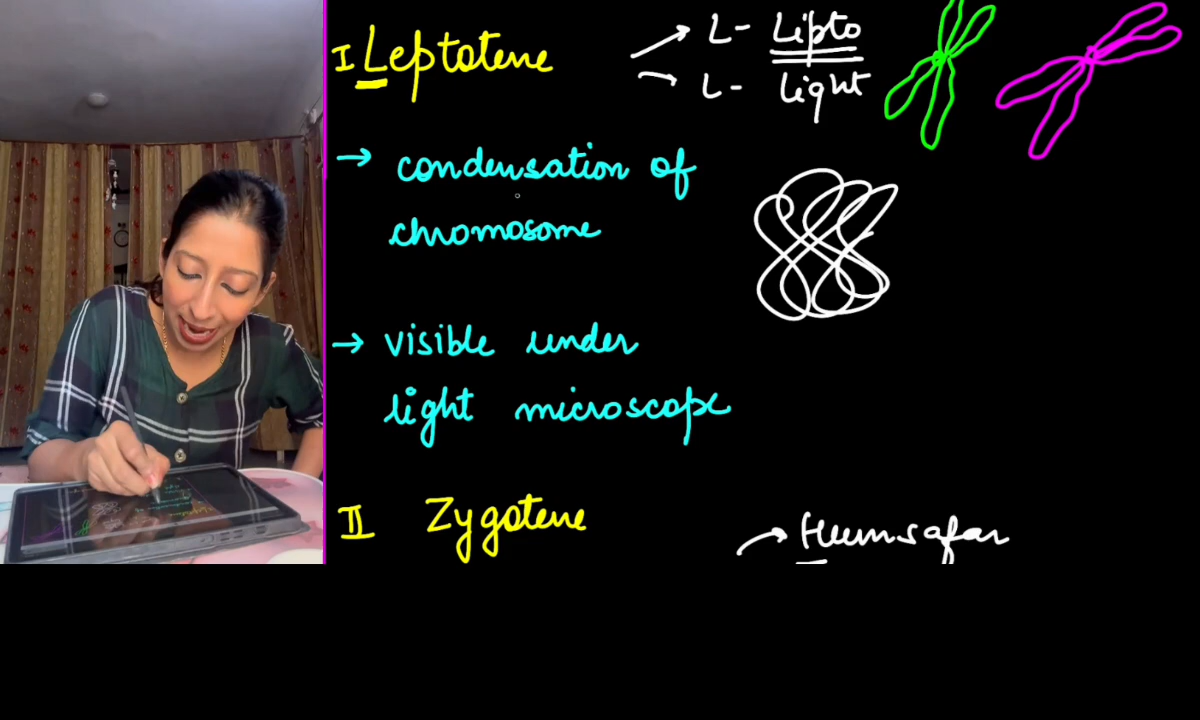 I Leptotene
L- Lipto
L- Light
→ condensation of
chromosome
→ visible under
light microscope
II Zygotene
→ Humsafar